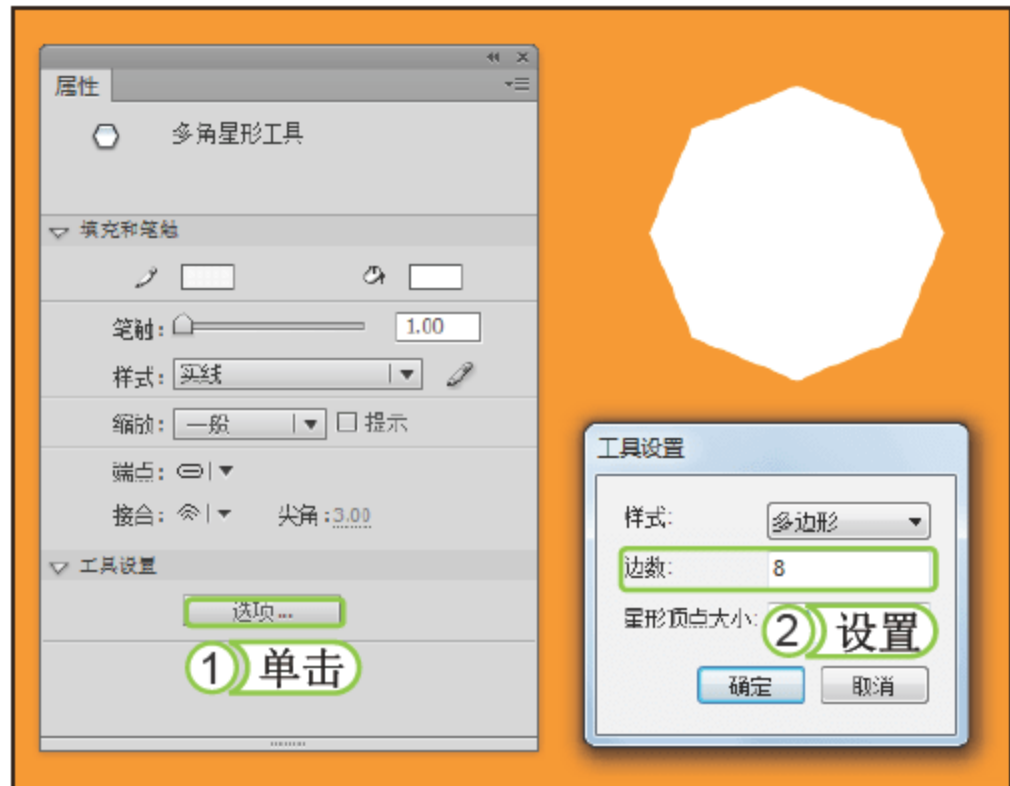 属性
多角星形工具
填充和笔触
笔触: 1.00
样式: 实线
缩放: 一般 提示
端点:
接合: 尖角: 3.00
工具设置
选项...
1 单击
工具设置
样式: 多边形
边数: 8
星形顶点大小:
2 设置
确定 取消